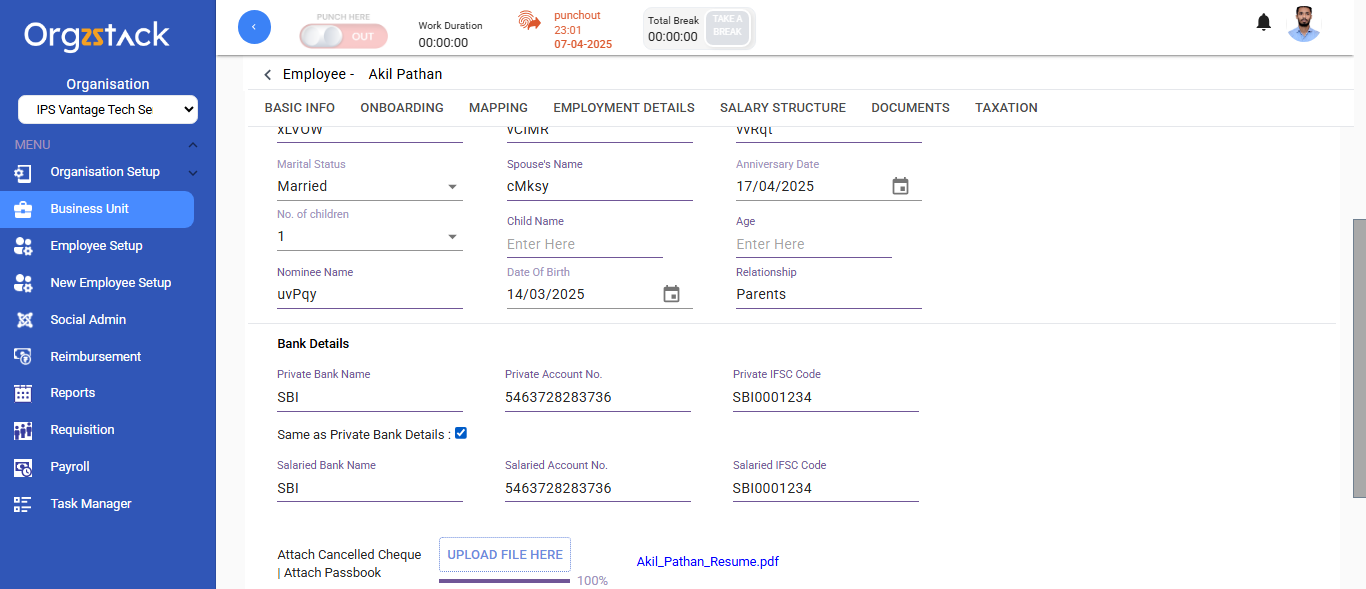 Orgzstack
Organisation
IPS Vantage Tech Se
MENU
Organisation Setup
Business Unit
Employee Setup
New Employee Setup
Social Admin
Reimbursement
Reports
Requisition
Payroll
Task Manager
PUNCH HERE
OUT
Work Duration
00:00:00
punchout
23:01
07-04-2025
Total Break
00:00:00
TAKE A
BREAK
Employee - Akil Pathan
BASIC INFO ONBOARDING MAPPING EMPLOYMENT DETAILS SALARY STRUCTURE DOCUMENTS TAXATION
Marital Status Spouse's Name Anniversary Date
Married cMksy 17/04/2025
No. of children Child Name Age
1 Enter Here Enter Here
Nominee Name Date Of Birth Relationship
uvPqy 14/03/2025 Parents
Bank Details
Private Bank Name Private Account No. Private IFSC Code
SBI 5463728283736 SBI0001234
Same as Private Bank Details :
Salaried Bank Name Salaried Account No. Salaried IFSC Code
SBI 5463728283736 SBI0001234
Attach Cancelled Cheque
| Attach Passbook
UPLOAD FILE HERE
100%
Akil_Pathan_Resume.pdf